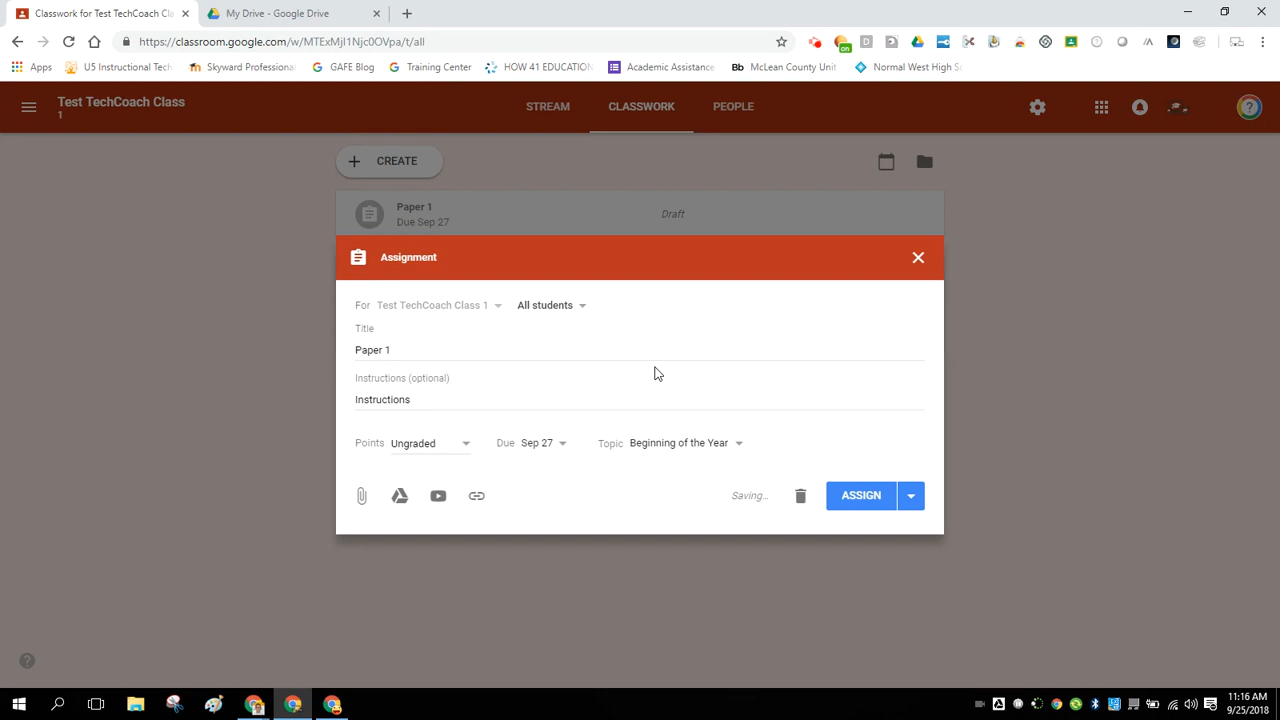 Classwork for Test TechCoach Cla
My Drive - Google Drive
https://classroom.google.com/w/MTExMjI1Njc0OVpa/t/all
on
Apps
U5 Instructional Tech
Skyward Professional
GAFE Blog
Training Center
HOW 41 EDUCATION
Academic Assistance
Bb McLean County Unit
Normal West High Sc
Test TechCoach Class
1
STREAM
CLASSWORK
PEOPLE
CREATE
Paper 1
Draft
Due Sep 27
Assignment
For Test TechCoach Class 1 All students
Title
Paper 1
Instructions (optional)
Instructions
Points Ungraded Due Sep 27 Topic Beginning of the Year
Saving...
ASSIGN
11:16 AM
9/25/2018